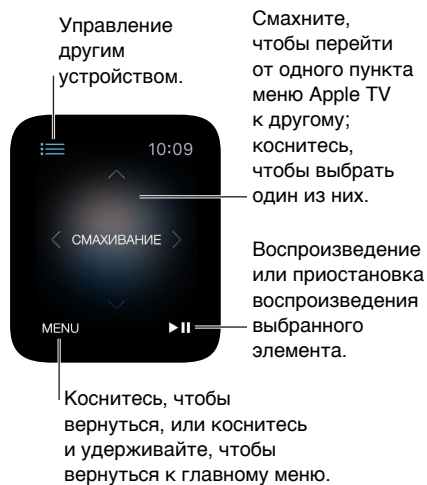 Управление
другим
устройством.
Смахните,
чтобы перейти
от одного пункта
меню Apple TV
к другому;
коснитесь,
чтобы выбрать
один из них.
10:09
СМАХИВАНИЕ
MENU
Воспроизведение
или приостановка
воспроизведения
выбранного
элемента.
Коснитесь, чтобы
вернуться, или коснитесь
и удерживайте, чтобы
вернуться к главному меню.